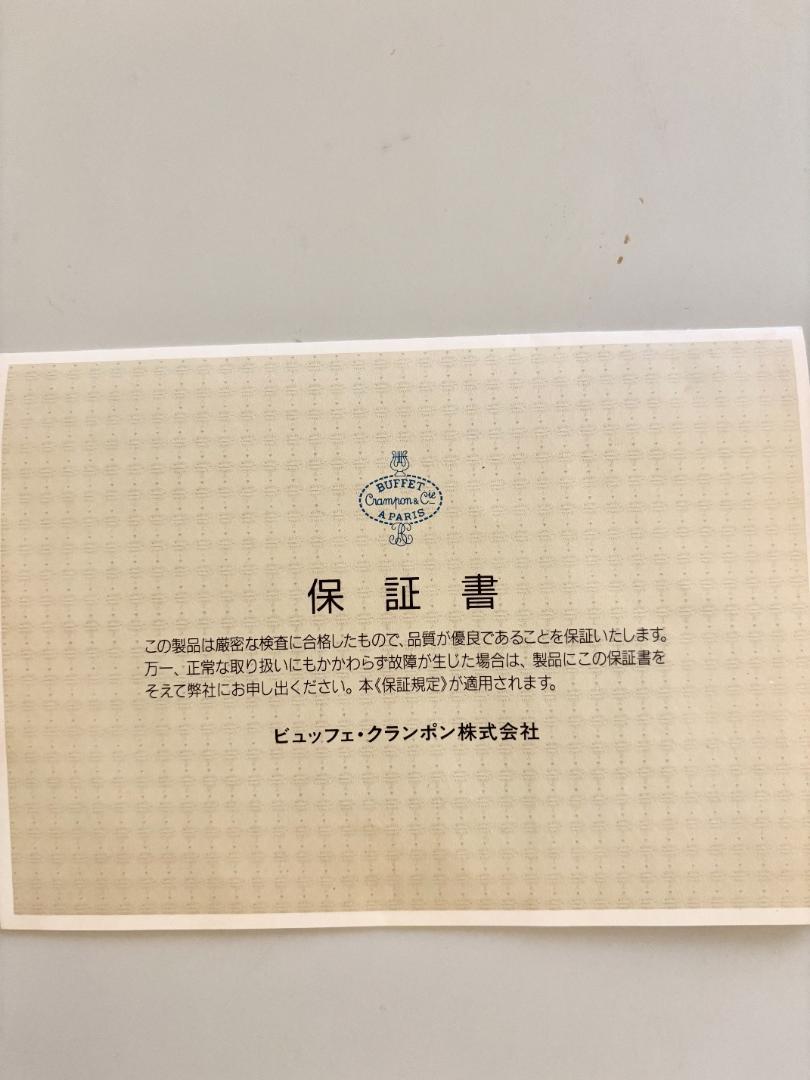 BUFFET
Crampon & Cie
A PARIS
保証書
この製品は厳密な検査に合格したもので、品質が優良であることを保証いたします。
万一、正常な取り扱いにもかかわらず故障が生じた場合は、製品にこの保証書を
そえて弊社にお申し出ください。本《保証規定》が適用されます。
ビュッフェ・クランポン株式会社